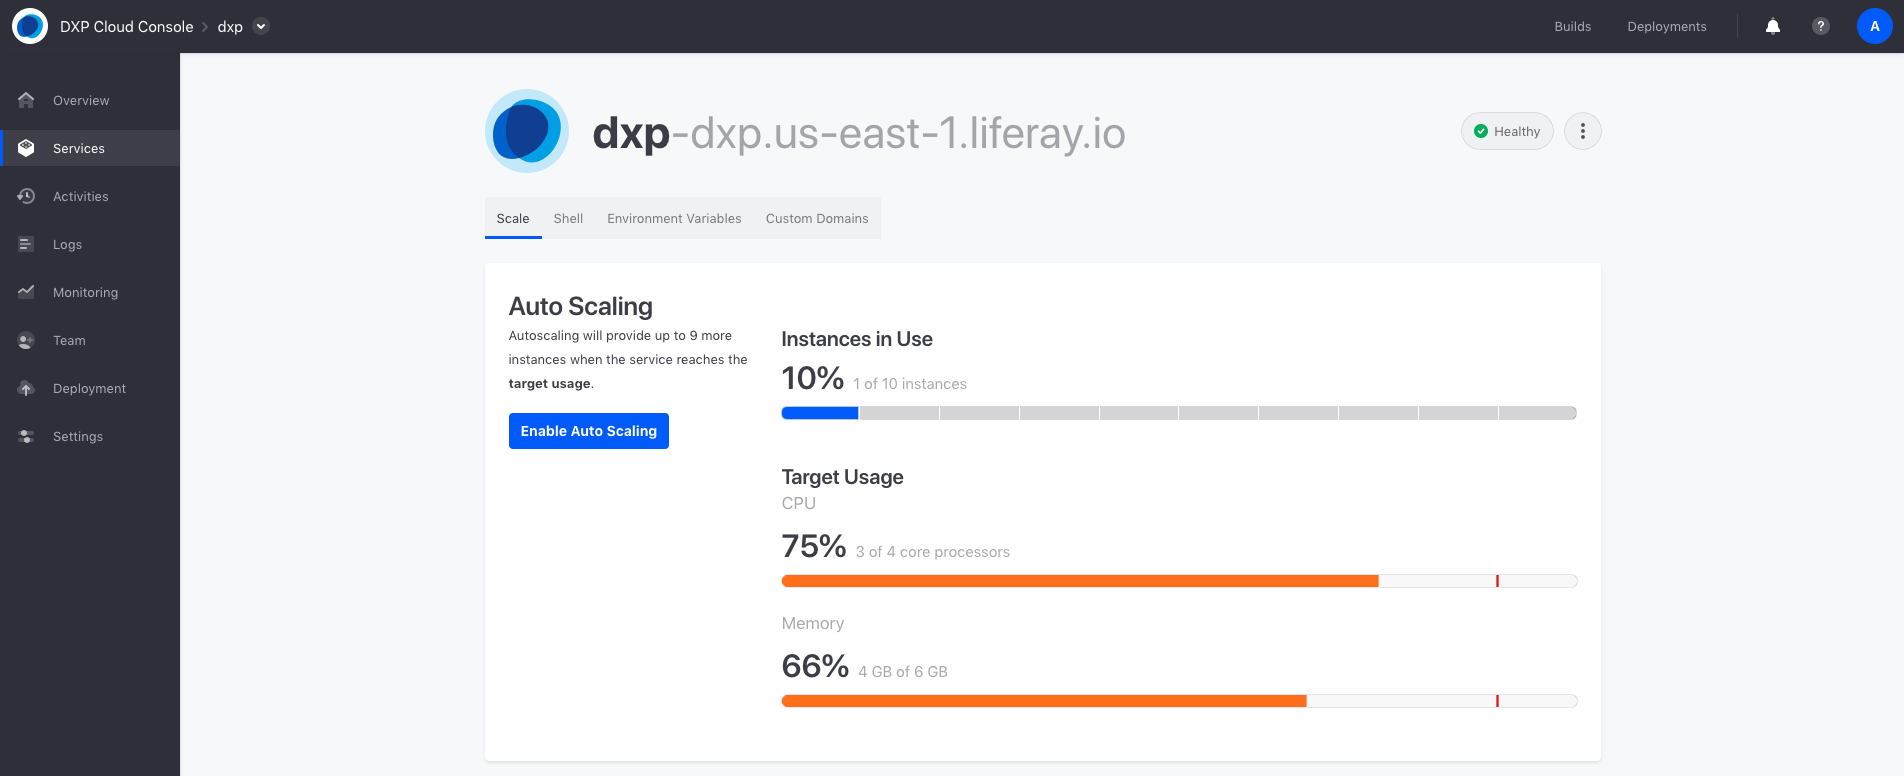 DXP Cloud Console
dxp
Builds
Deployments
?
A
Overview
Services
Activities
Logs
Monitoring
Team
Deployment
Settings
dxp-dxp.us-east-1.liferay.io
Healthy
Scale
Shell
Environment Variables
Custom Domains
Auto Scaling
Autoscaling will provide up to 9 more
instances when the service reaches the
target usage.
Enable Auto Scaling
Instances in Use
10% 1 of 10 instances
Target Usage
CPU
75% 3 of 4 core processors
Memory
66% 4 GB of 6 GB